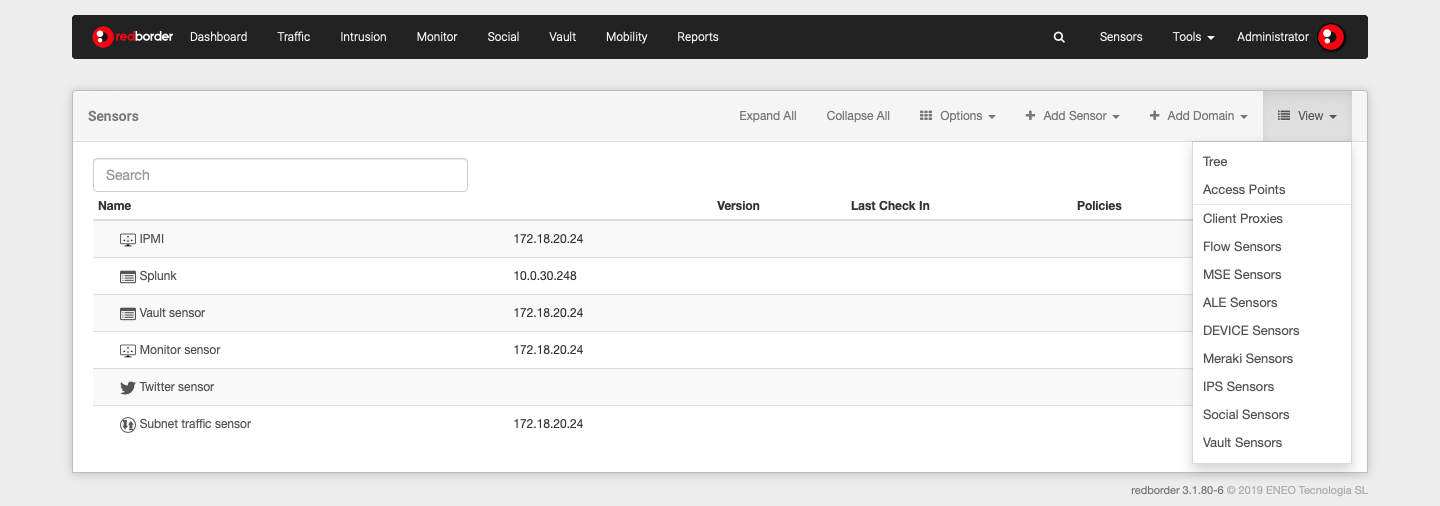 redborder Dashboard Traffic Intrusion Monitor Social Vault Mobility Reports Sensors Tools Administrator
Sensors Expand All Collapse All Options Add Sensor Add Domain View
Search
Name Version Last Check In Policies
IPMI 172.18.20.24
Splunk 10.0.30.248
Vault sensor 172.18.20.24
Monitor sensor 172.18.20.24
Twitter sensor
Subnet traffic sensor 172.18.20.24
Tree
Access Points
Client Proxies
Flow Sensors
MSE Sensors
ALE Sensors
DEVICE Sensors
Meraki Sensors
IPS Sensors
Social Sensors
Vault Sensors
redborder 3.1.80-6 © 2019 ENEO Tecnologia SL